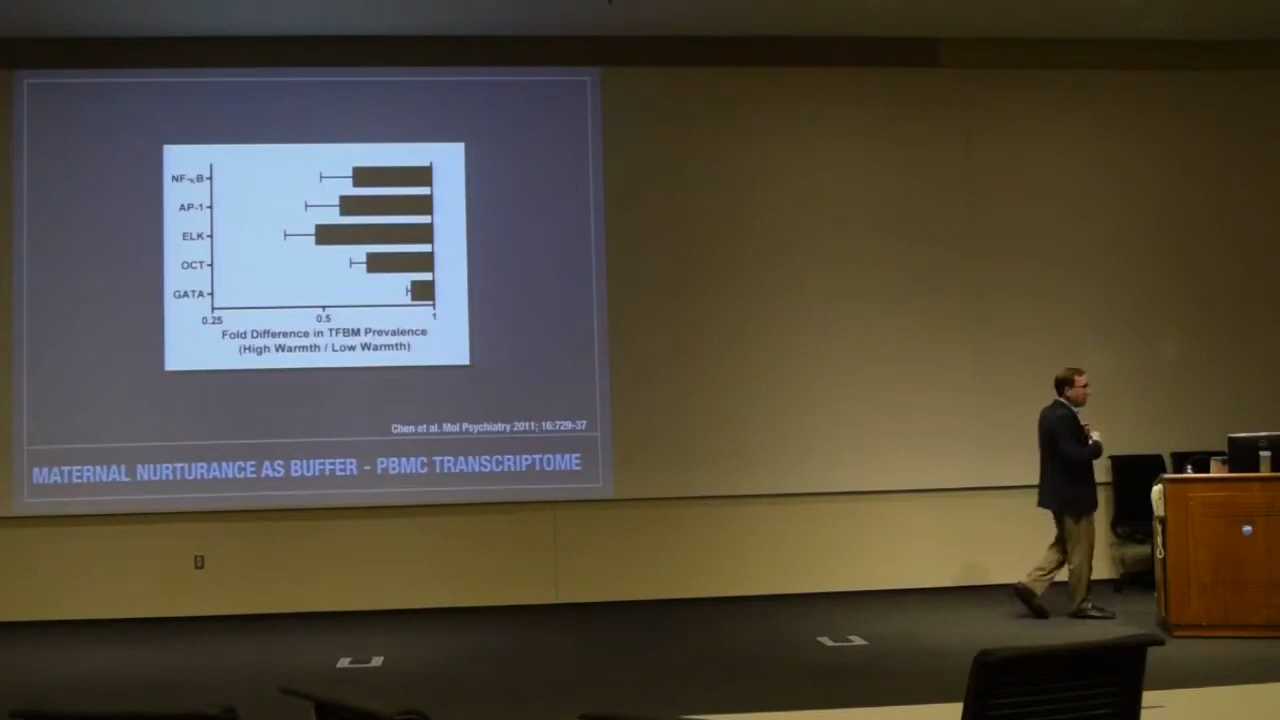 NF-κB
AP-1
ELK
OCT
GATA
0.25 0.5 1
Fold Difference in TFBM Prevalence
(High Warmth / Low Warmth)
Chen et al. Mol Psychiatry 2011; 16:729-37
MATERNAL NURTURANCE AS BUFFER - PBMC TRANSCRIPTOME